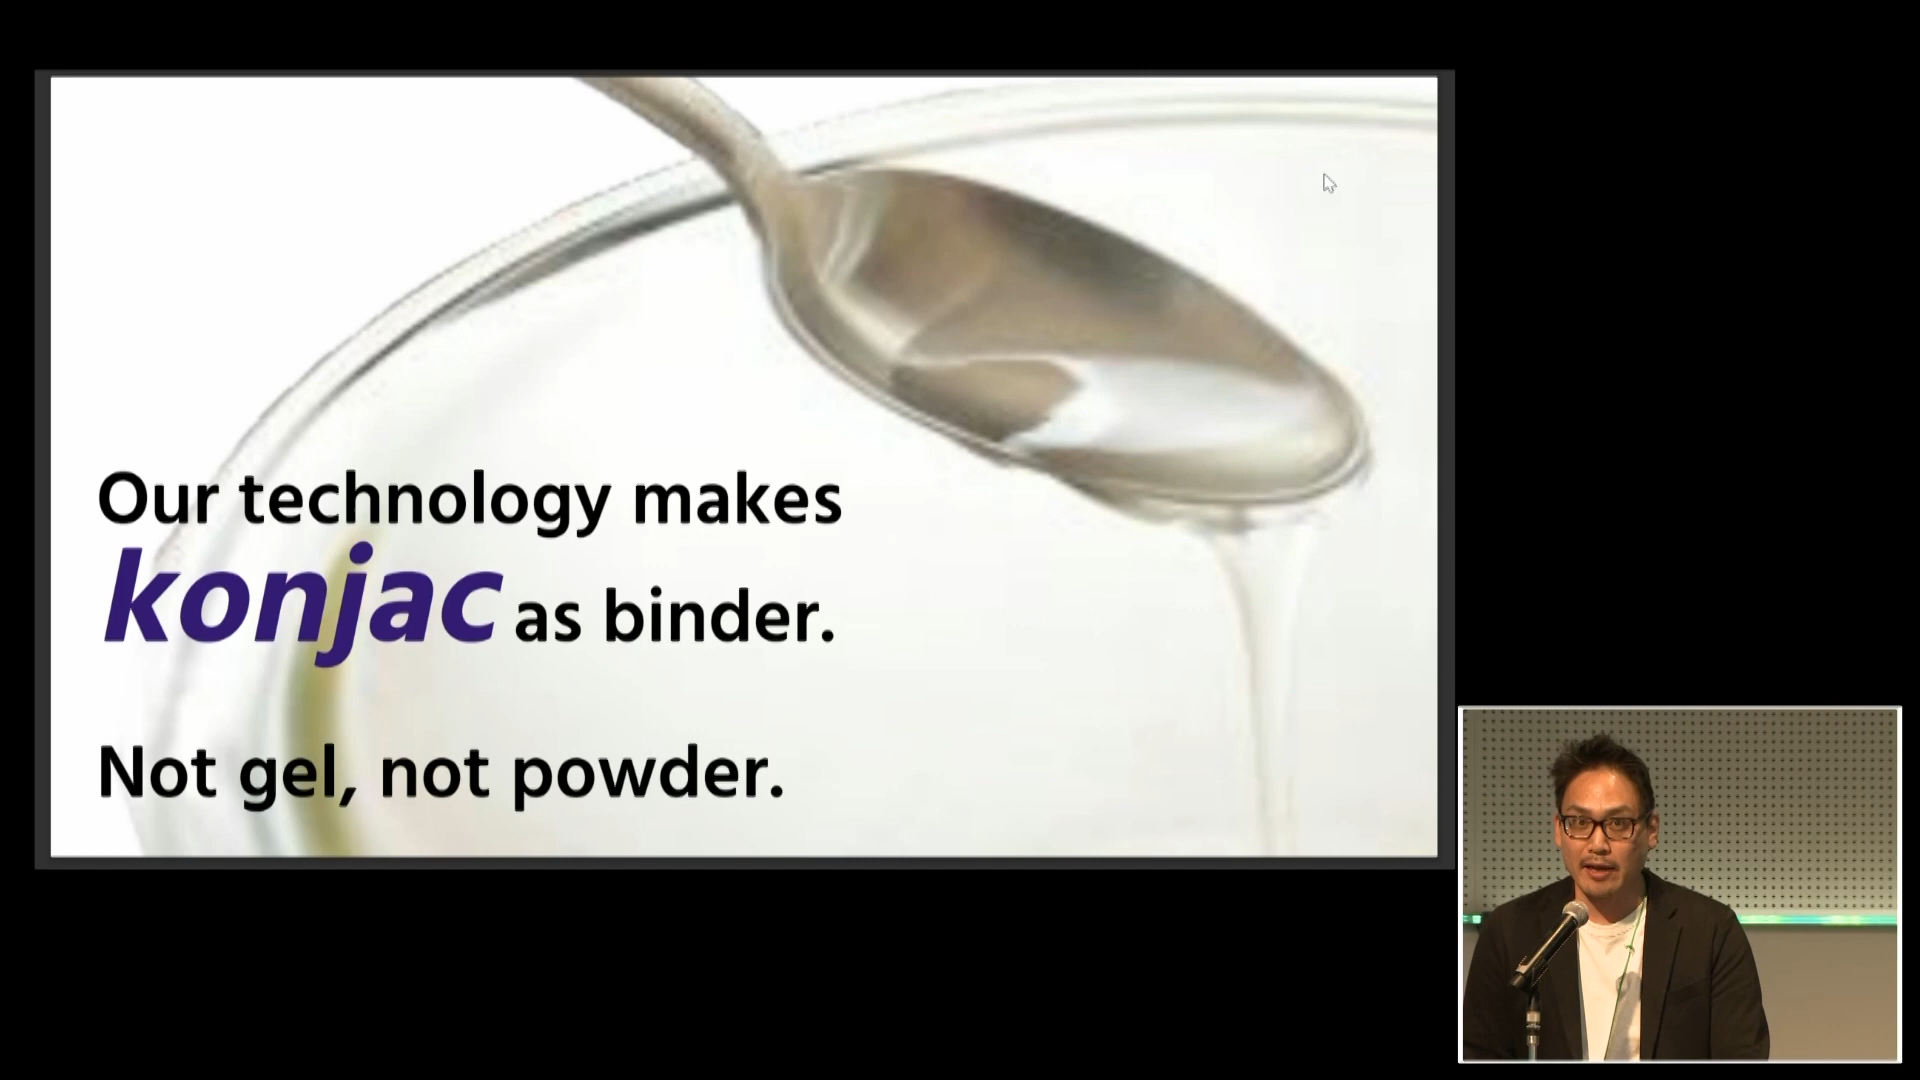 Our technology makes
konjac as binder.
Not gel, not powder.